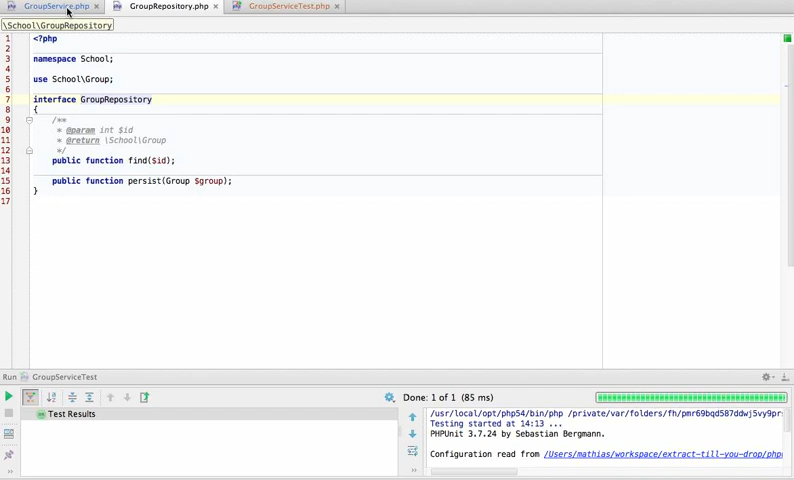 GroupService.php
GroupRepository.php
GroupServiceTest.php
\School\GroupRepository
1 <?php
2
3 namespace School;
4
5 use School\Group;
6
7 interface GroupRepository
8 {
9 /**
10 * @param int $id
11 * @return \School\Group
12 */
13 public function find($id);
14
15 public function persist(Group $group);
16 }
17
Run GroupServiceTest
Done: 1 of 1 (85 ms)
Test Results
/usr/local/opt/php54/bin/php /private/var/folders/fh/pmr69bqd587ddwj5vy9pr
Testing started at 14:13 ...
PHPUnit 3.7.24 by Sebastian Bergmann.
Configuration read from /Users/mathias/workspace/extract-till-you-drop/php